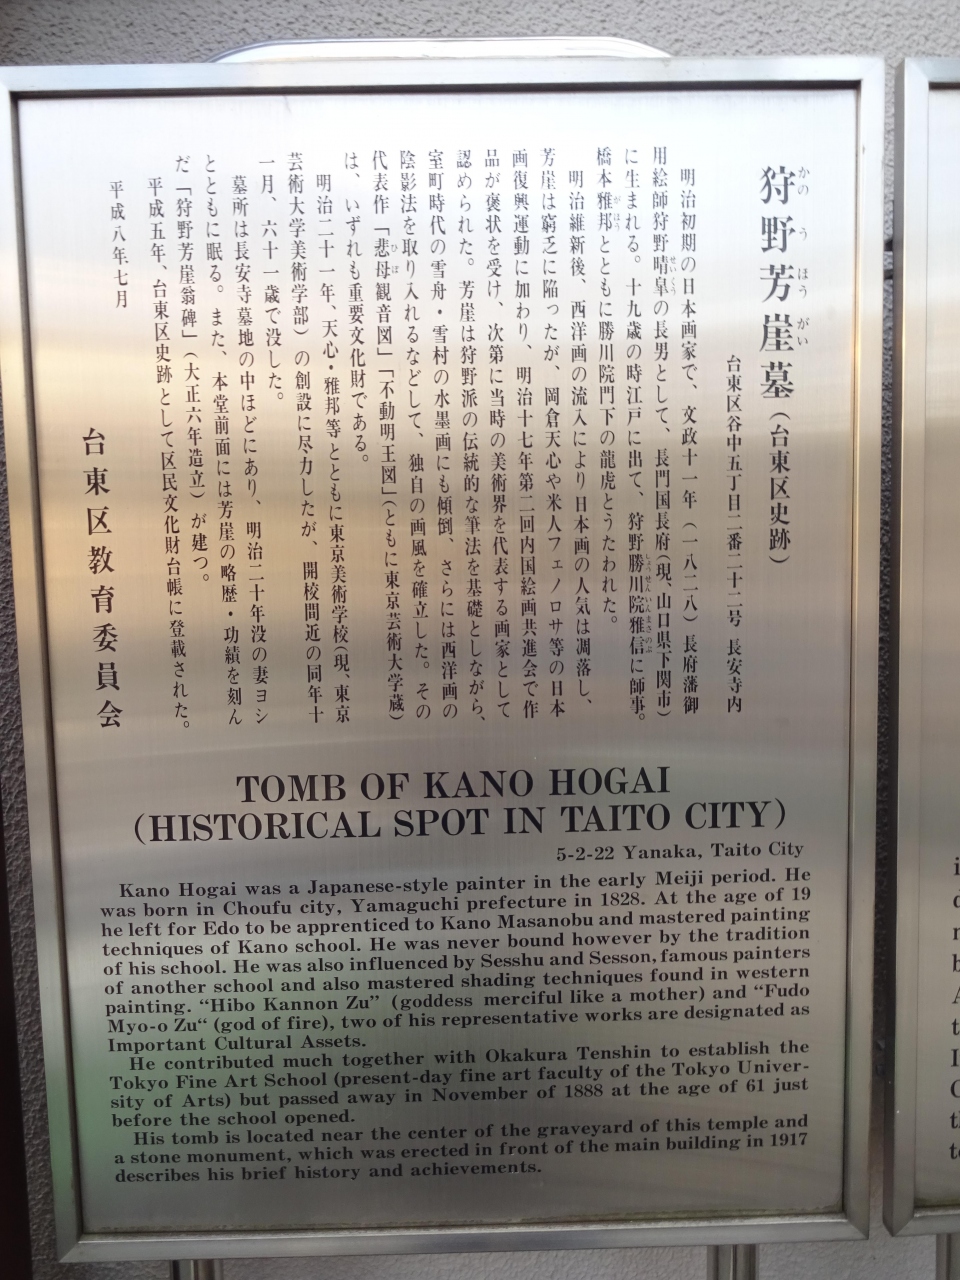 狩野芳崖墓（台東区史跡）
台東区谷中五丁目二番二十二号 長安寺内
明治初期の日本画家で、文政十一年（一八二八）長府藩御
用絵師狩野晴皐の長男として、長門国長府（現、山口県下関市）
に生まれる。十九歳の時江戸に出て、狩野勝川院雅信に師事。
橋本雅邦とともに勝川院門下の龍虎とうたわれた。
明治維新後、西洋画の流入により日本画の人気は凋落し、
芳崖は窮乏に陥ったが、岡倉天心や米人フェノロサ等の日本
画復興運動に加わり、明治十七年第二回内国絵画共進会で作
品が褒状を受け、次第に当時の美術界を代表する画家として
認められた。芳崖は狩野派の伝統的な筆法を基礎としながら、
室町時代の雪舟・雪村の水墨画にも傾倒、さらには西洋画の
陰影法を取り入れるなどして、独自の画風を確立した。その
代表作「悲母観音図」「不動明王図」（ともに東京芸術大学蔵）
は、いずれも重要文化財である。
明治二十一年、天心・雅邦等とともに東京美術学校（現、東京
芸術大学美術学部）の創設に尽力したが、開校間近の同年十
一月、六十一歳で没した。
墓所は長安寺墓地の中ほどにあり、明治二十年没の妻ヨシ
とともに眠る。また、本堂前面には芳崖の略歴・功績を刻ん
だ「狩野芳崖翁碑」（大正六年造立）が建つ。
平成五年、台東区史跡として区民文化財台帳に登載された。
平成八年七月
台東区教育委員会
TOMB OF KANO HOGAI
(HISTORICAL SPOT IN TAITO CITY)
5-2-22 Yanaka, Taito City
Kano Hogai was a Japanese-style painter in the early Meiji period. He
was born in Choufu city, Yamaguchi prefecture in 1828. At the age of 19
he left for Edo to be apprenticed to Kano Masanobu and mastered painting
techniques of Kano school. He was never bound however by the tradition
of his school. He was also influenced by Sesshu and Sesson, famous painters
of another school and also mastered shading techniques found in western
painting. “Hibo Kannon Zu” (goddess merciful like a mother) and “Fudo
Myo-o Zu“ (god of fire), two of his representative works are designated as
Important Cultural Assets.
He contributed much together with Okakura Tenshin to establish the
Tokyo Fine Art School (present-day fine art faculty of the Tokyo Univer-
sity of Arts) but passed away in November of 1888 at the age of 61 just
before the school opened.
His tomb is located near the center of the graveyard of this temple and
a stone monument, which was erected in front of the main building in 1917
describes his brief history and achievements.